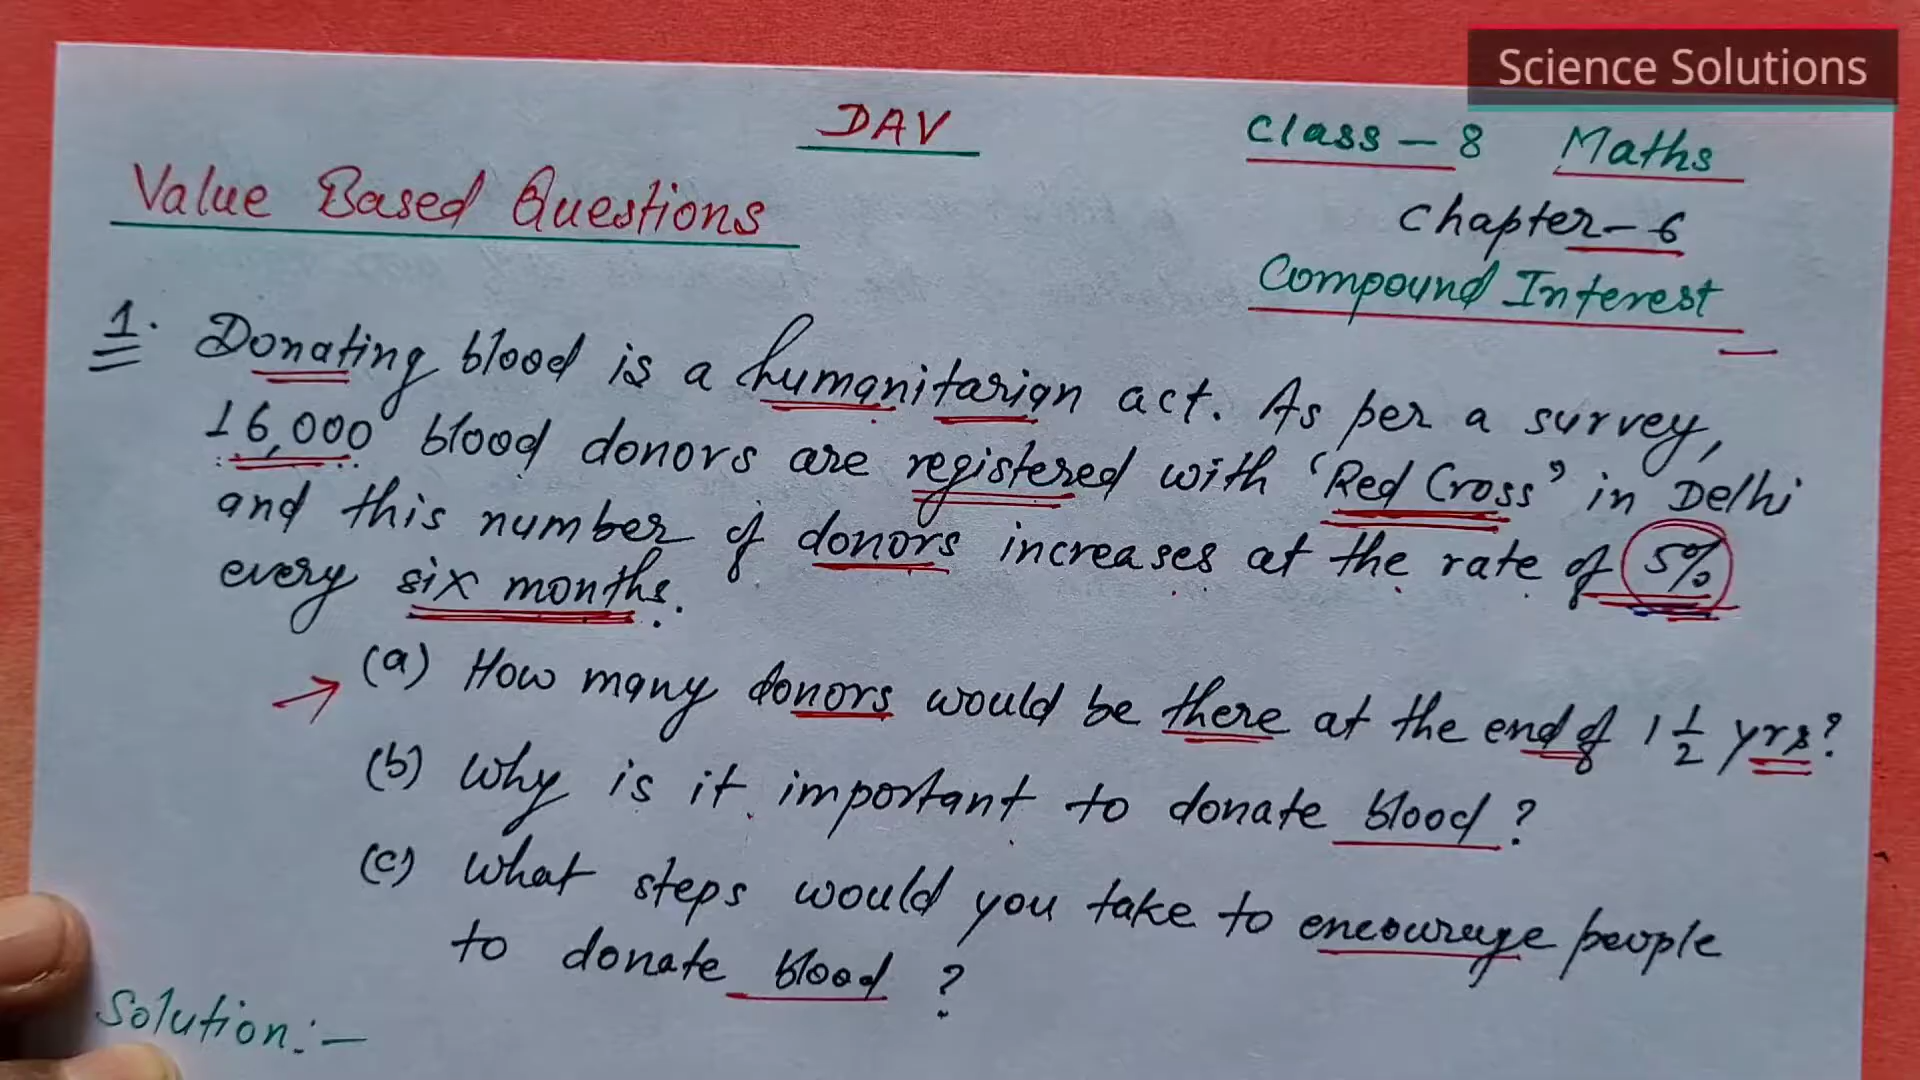 Science Solutions
DAV
Class - 8 Maths
Value Based Questions
Chapter - 6
Compound Interest
1. Donating blood is a humanitarian act. As per a survey,
16,000 blood donors are registered with 'Red Cross' in Delhi
and this number of donors increases at the rate of 5%
every six months.
(a) How many donors would be there at the end of 1 1/2 yrs?
(b) Why is it important to donate blood?
(c) What steps would you take to encourage people
to donate blood?
Solution:-